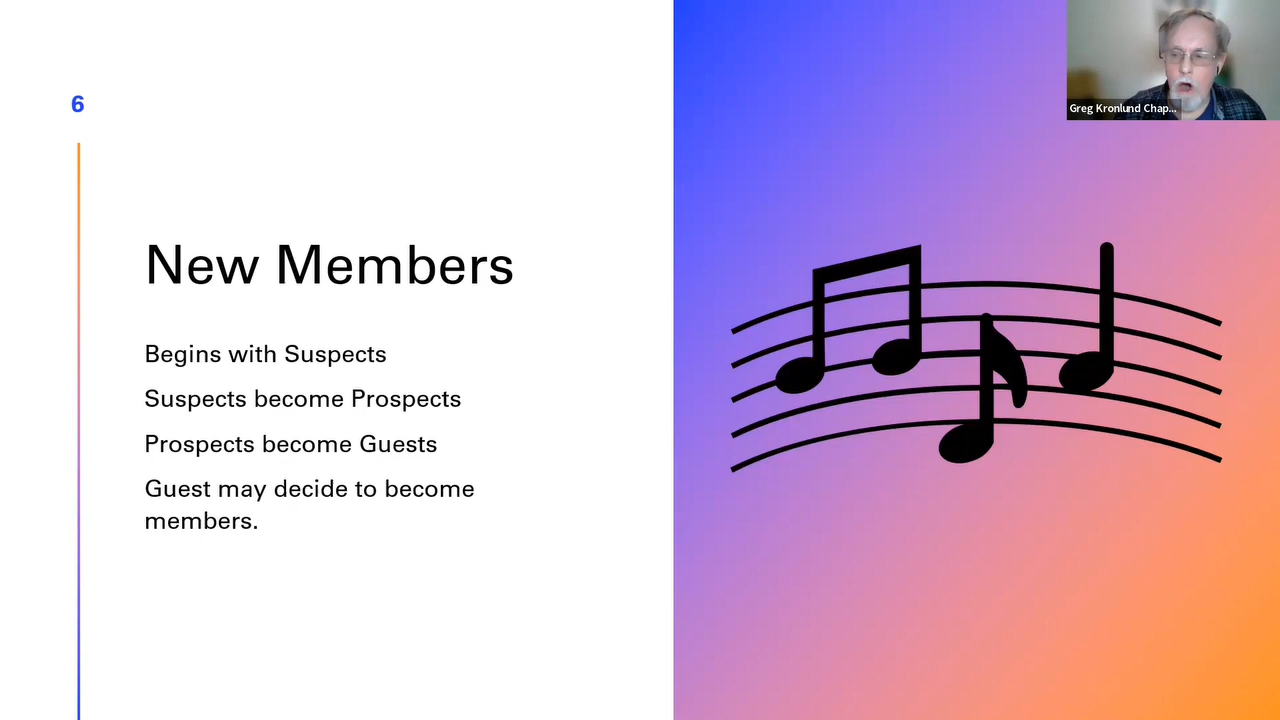 6
New Members
Begins with Suspects
Suspects become Prospects
Prospects become Guests
Guest may decide to become
members.
Greg Kronlund Chap...